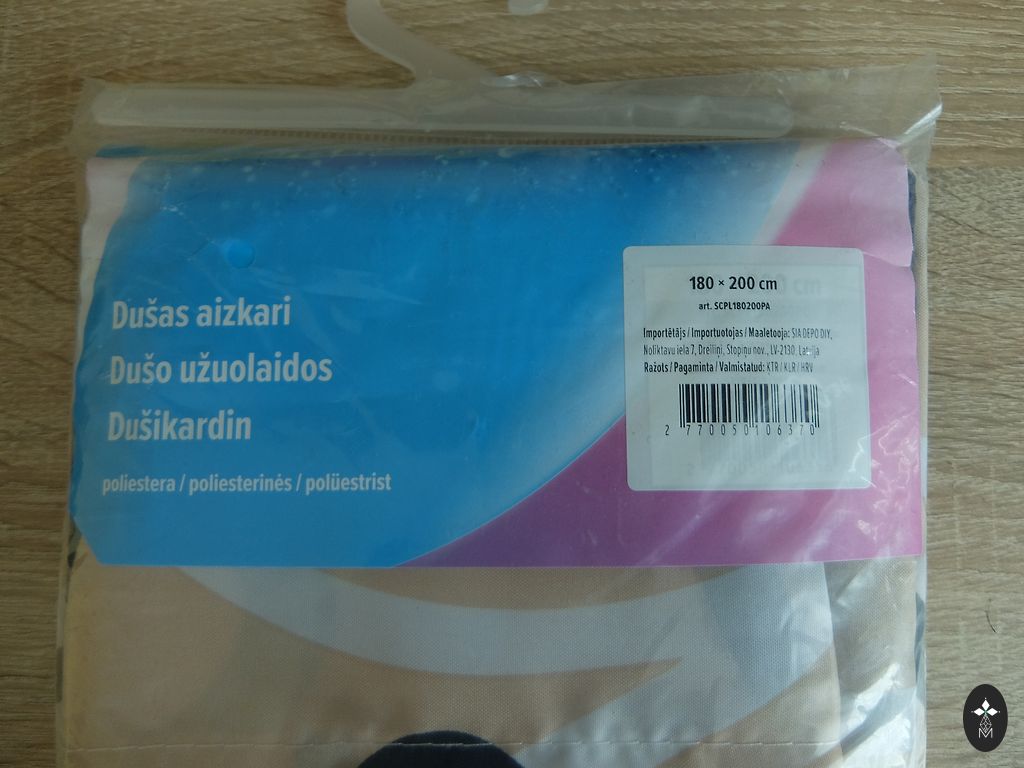 Dušas aizkari
Dušo užuolaidos
Dušikardin
poliestera / poliesterinės / polüestrist
180 × 200 cm
art. SCPL180200PA
Importētājs / Importuotojas / Maaletooja: SIA DEPO DIY,
Noliktavu iela 7, Dreiliņi, Stopiņu nov., LV-2130, Latvija
Ražots / Pagaminta / Valmistatud: KTR / KLR / HRV
2 770050 106370
M